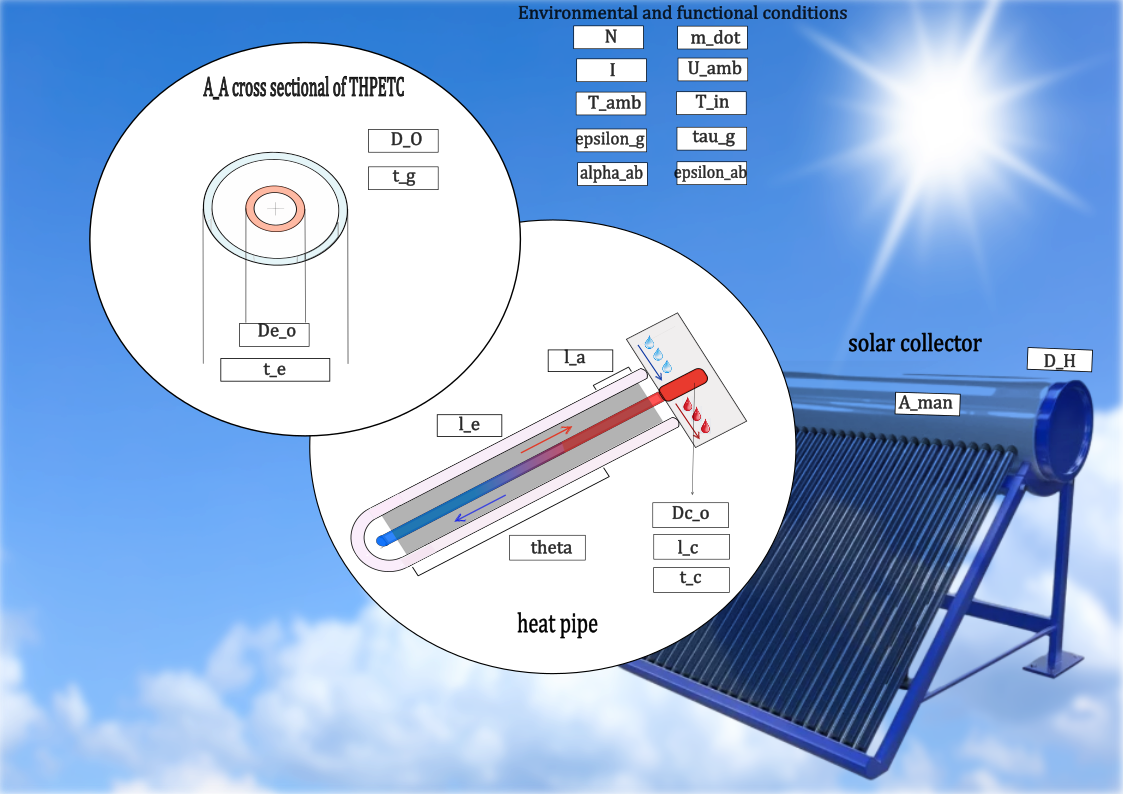 Environmental and functional conditions
N
m_dot
I
U_amb
T_amb
T_in
epsilon_g
tau_g
alpha_ab
epsilon_ab
A_A cross sectional of THPETC
D_O
t_g
De_o
t_e
l_a
l_e
theta
Dc_o
l_c
t_c
heat pipe
solar collector
D_H
A_man